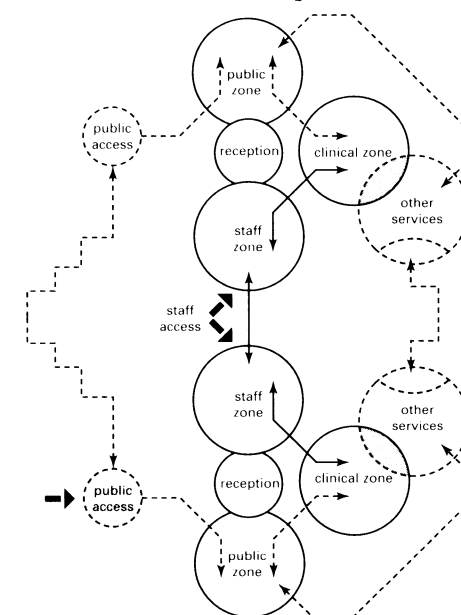 public
zone
public
access
reception
clinical zone
other
services
staff
zone
staff
access
staff
zone
other
services
clinical zone
reception
public
access
public
zone